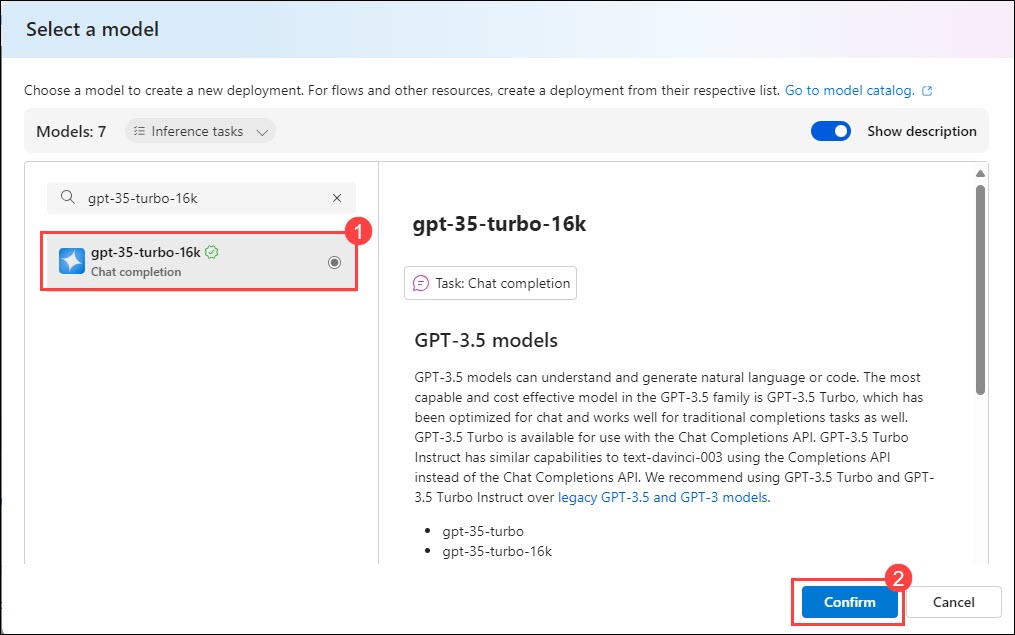 Select a model
Choose a model to create a new deployment. For flows and other resources, create a deployment from their respective list. Go to model catalog.
Models: 7
Inference tasks
Show description
gpt-35-turbo-16k
1
gpt-35-turbo-16k
Chat completion
gpt-35-turbo-16k
Task: Chat completion
GPT-3.5 models
GPT-3.5 models can understand and generate natural language or code. The most
capable and cost effective model in the GPT-3.5 family is GPT-3.5 Turbo, which has
been optimized for chat and works well for traditional completions tasks as well.
GPT-3.5 Turbo is available for use with the Chat Completions API. GPT-3.5 Turbo
Instruct has similar capabilities to text-davinci-003 using the Completions API
instead of the Chat Completions API. We recommend using GPT-3.5 Turbo and GPT-
3.5 Turbo Instruct over legacy GPT-3.5 and GPT-3 models.
• gpt-35-turbo
• gpt-35-turbo-16k
2
Confirm
Cancel